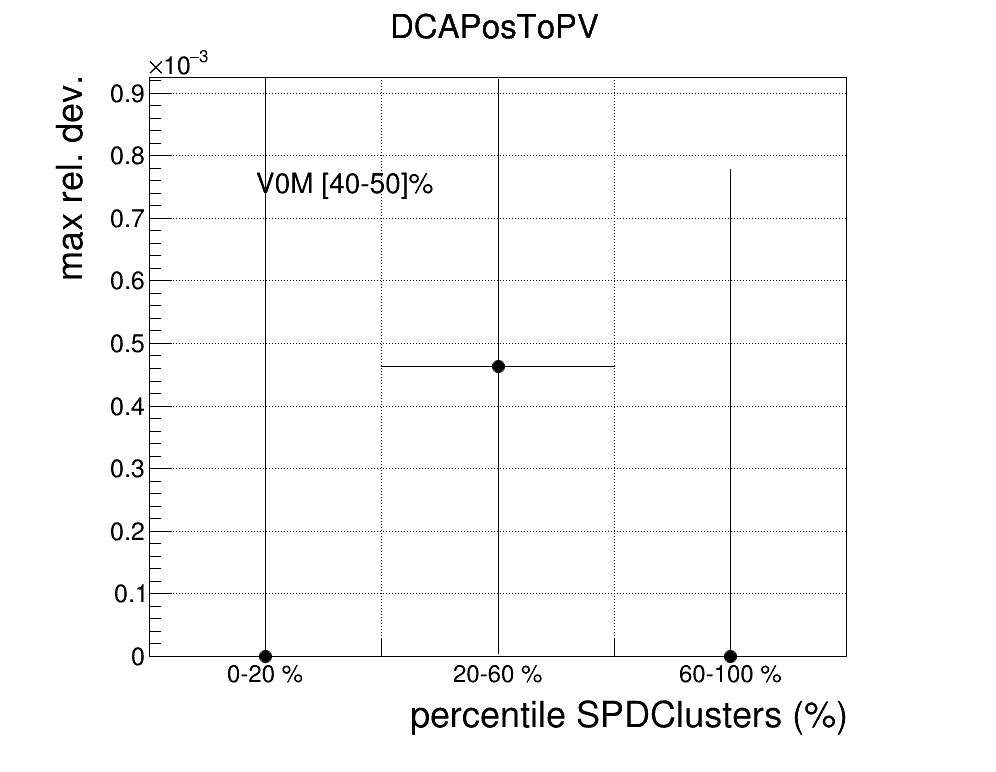 DCAPosToPV
×10⁻³
max rel. dev.
0.9
0.8
V0M [40-50]%
0.7
0.6
0.5
0.4
0.3
0.2
0.1
0
0-20 % 20-60 % 60-100 %
percentile SPDClusters (%)